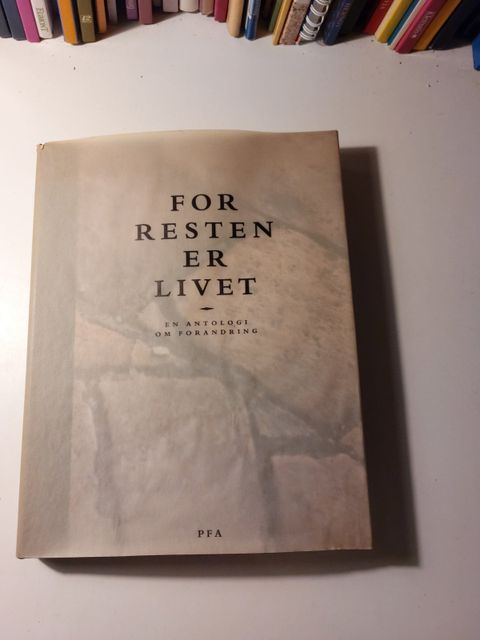 FOR
RESTEN
ER
LIVET
EN ANTOLOGI
OM FORANDRING
PFA